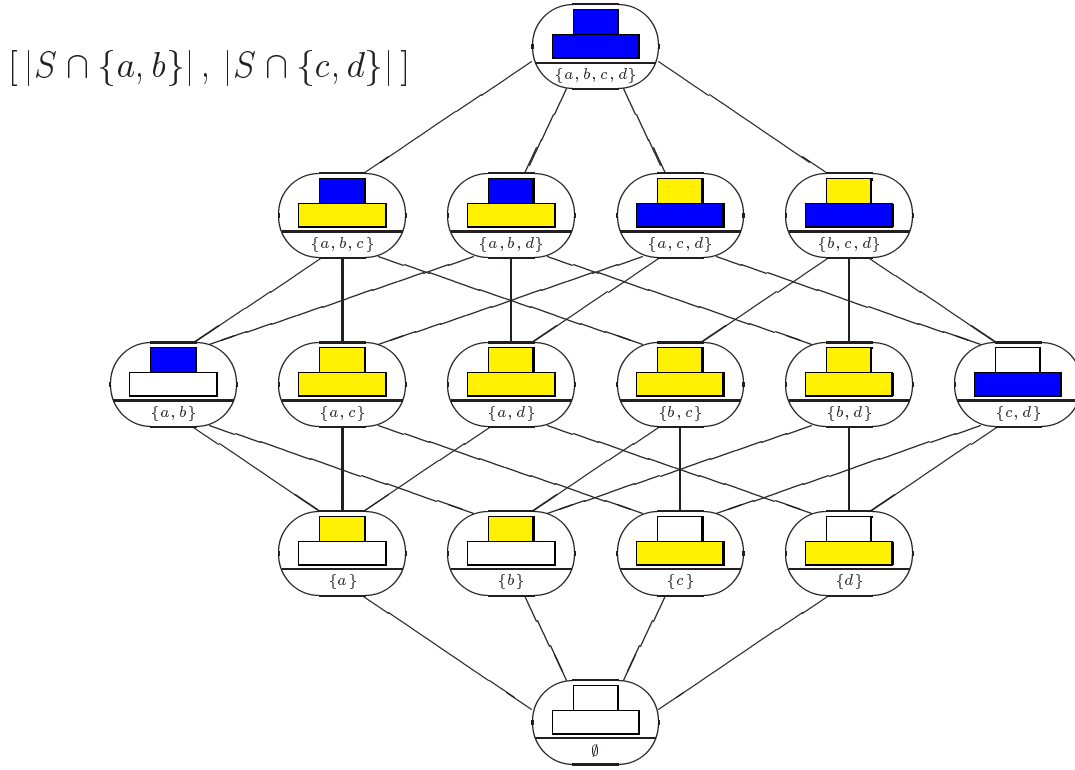 [ |S ∩ {a, b}| , |S ∩ {c, d}| ]
{a, b, c, d}
{a, b, c}
{a, b, d}
{a, c, d}
{b, c, d}
{a, b}
{a, c}
{a, d}
{b, c}
{b, d}
{c, d}
{a}
{b}
{c}
{d}
∅